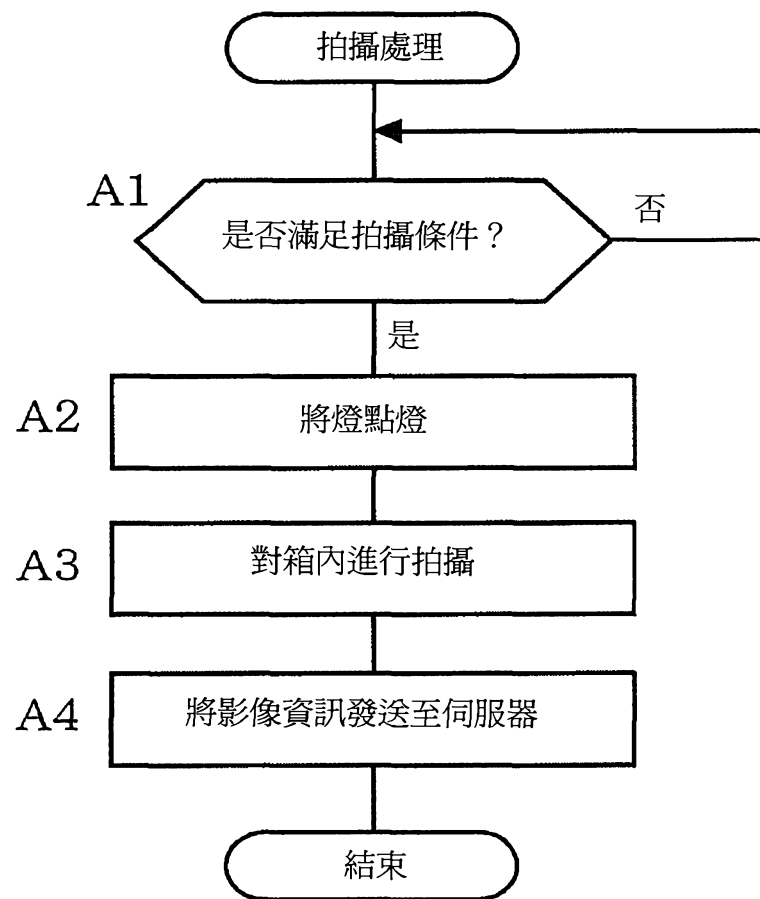 拍攝處理
A1
是否滿足拍攝條件？
否
是
A2
將燈點燈
A3
對箱內進行拍攝
A4
將影像資訊發送至伺服器
結束